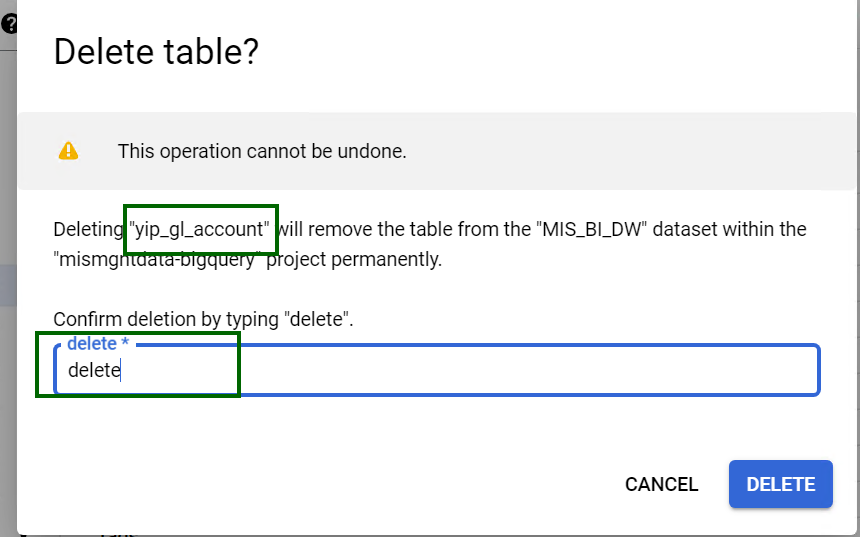 ?
Delete table?
This operation cannot be undone.
Deleting "yip_gl_account" will remove the table from the "MIS_BI_DW" dataset within the
"mismgntdata-bigquery" project permanently.
Confirm deletion by typing "delete".
delete *
delete
CANCEL
DELETE